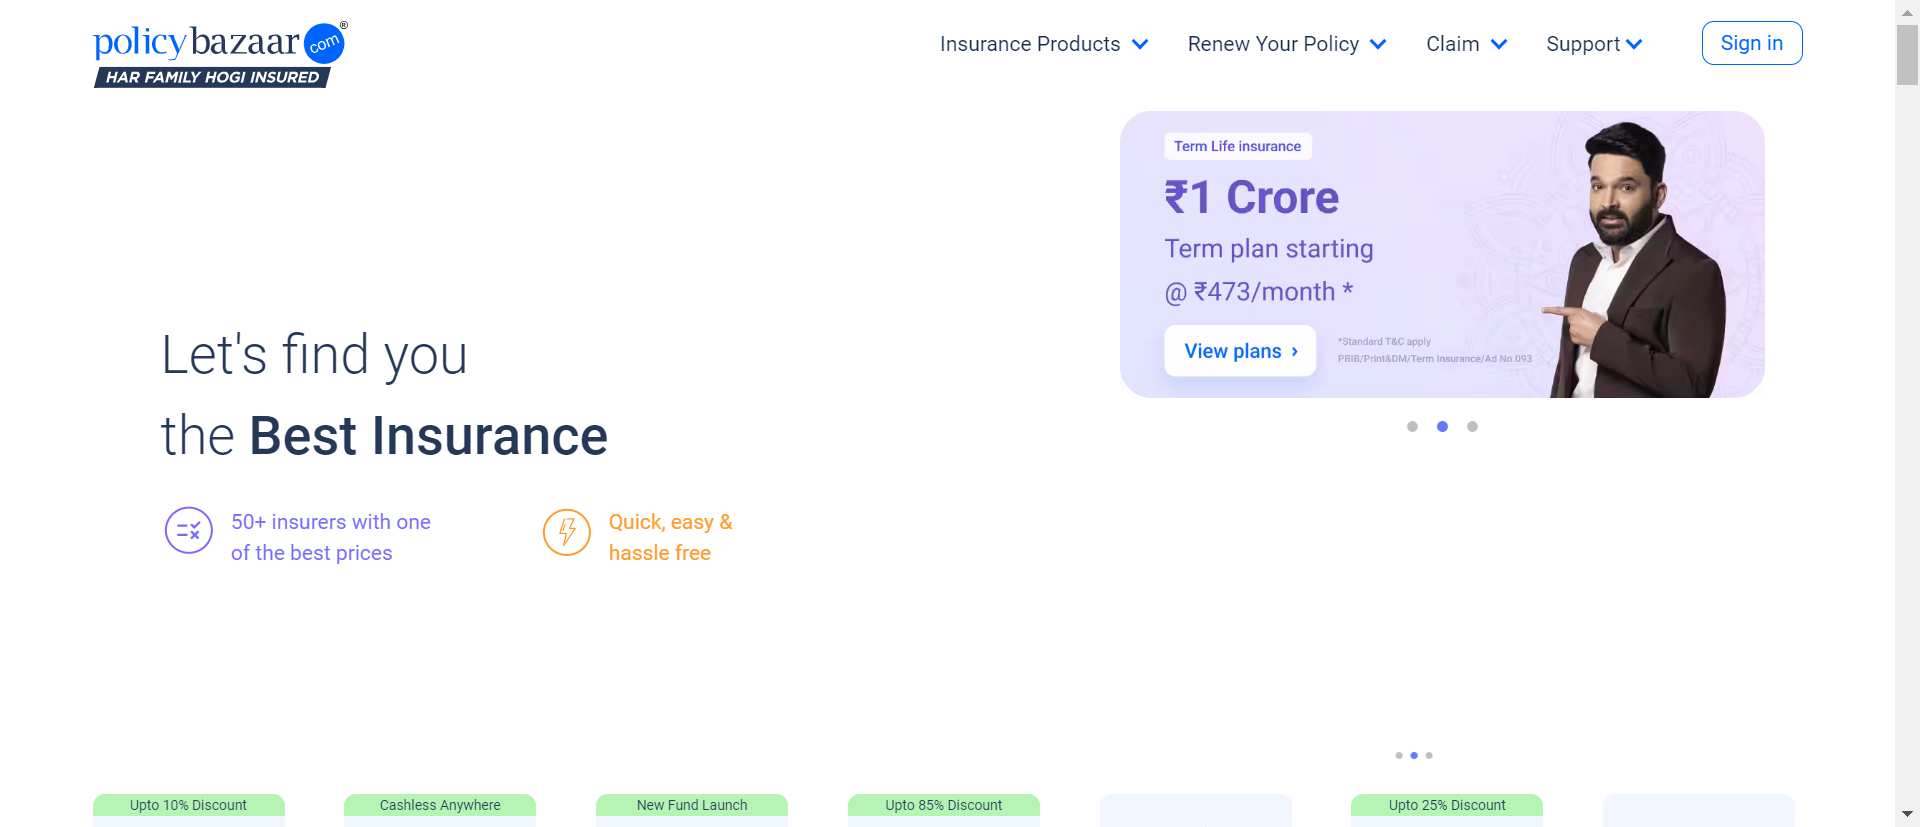 policybazaar com®
HAR FAMILY HOGI INSURED
Insurance Products
Renew Your Policy
Claim
Support
Sign in
Term Life insurance
₹1 Crore
Term plan starting
@ ₹473/month *
View plans ›
*Standard T&C apply
PBIB/Print&DM/Term Insurance/Ad No.093
Let's find you
the Best Insurance
50+ insurers with one
of the best prices
Quick, easy &
hassle free
Upto 10% Discount
Cashless Anywhere
New Fund Launch
Upto 85% Discount
Upto 25% Discount